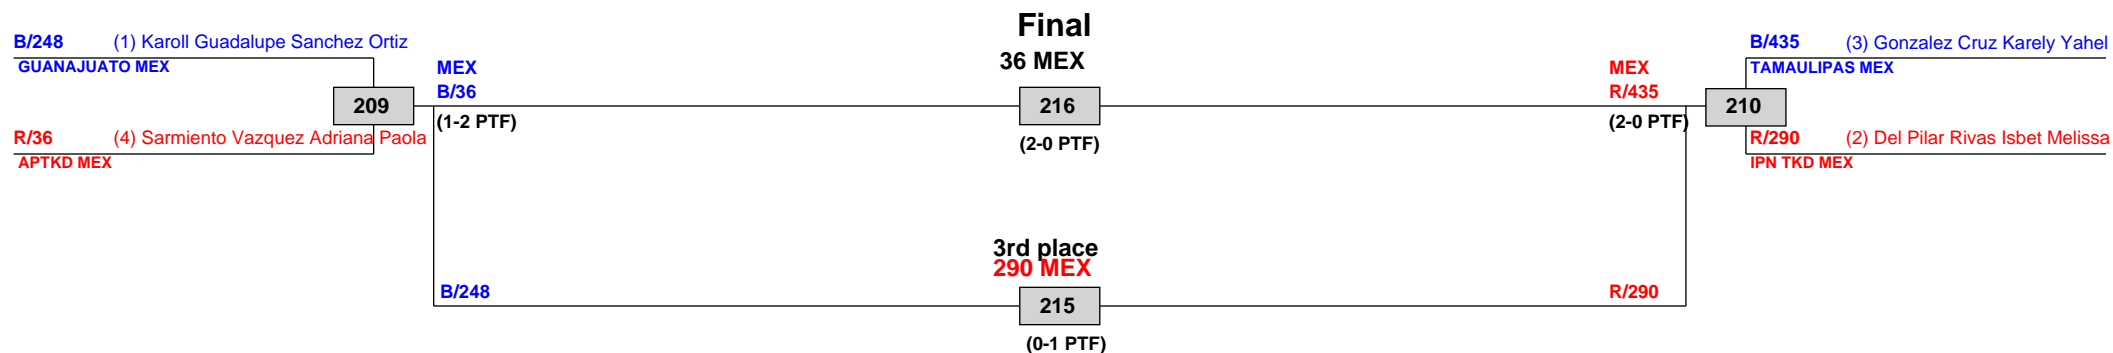 Final
36 MEX
B/248 (1) Karoll Guadalupe Sanchez Ortiz
GUANAJUATO MEX
209
R/36 (4) Sarmiento Vazquez Adriana Paola
APTKD MEX
MEX
B/36
(1-2 PTF)
216
(2-0 PTF)
MEX
R/435
(2-0 PTF)
B/435 (3) Gonzalez Cruz Karely Yahel
TAMAULIPAS MEX
210
R/290 (2) Del Pilar Rivas Isbet Melissa
IPN TKD MEX
3rd place
290 MEX
B/248
215
R/290
(0-1 PTF)